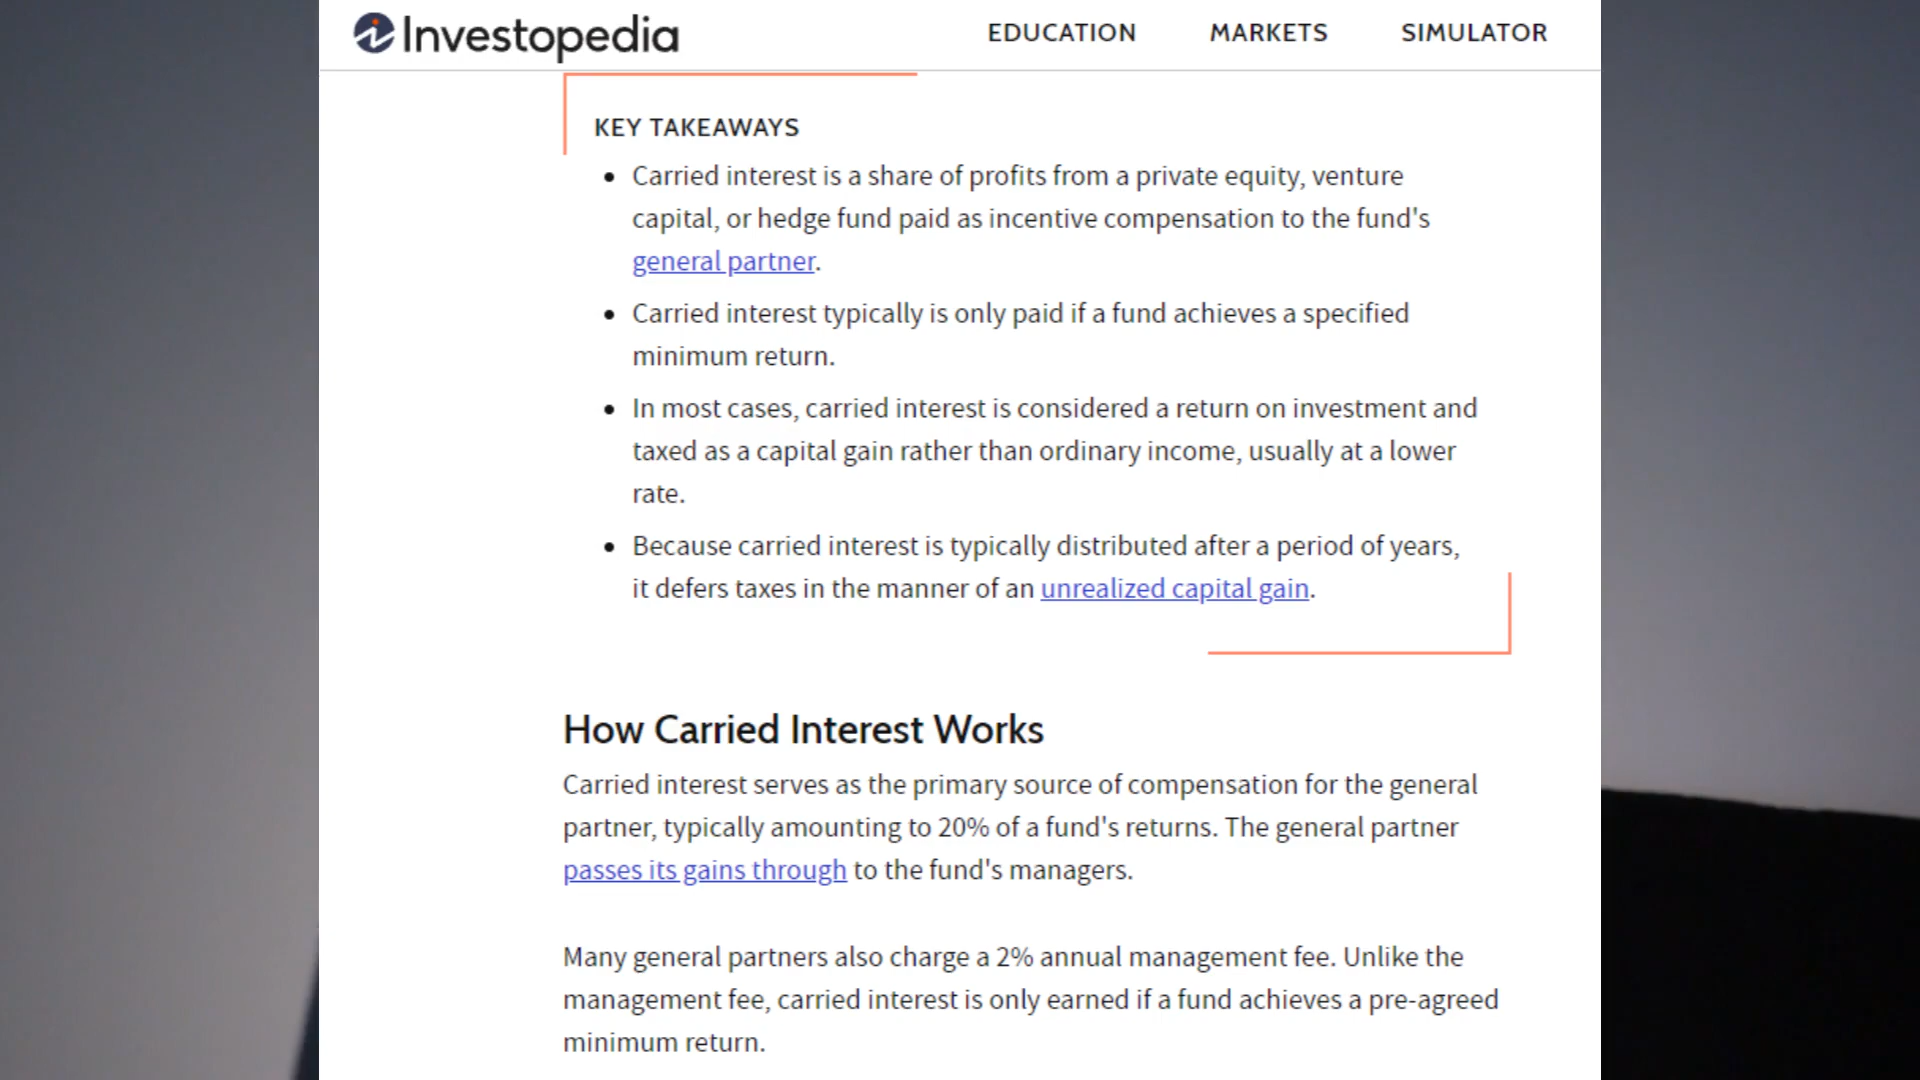 Investopedia
EDUCATION MARKETS SIMULATOR
KEY TAKEAWAYS
• Carried interest is a share of profits from a private equity, venture
capital, or hedge fund paid as incentive compensation to the fund's
general partner.
• Carried interest typically is only paid if a fund achieves a specified
minimum return.
• In most cases, carried interest is considered a return on investment and
taxed as a capital gain rather than ordinary income, usually at a lower
rate.
• Because carried interest is typically distributed after a period of years,
it defers taxes in the manner of an unrealized capital gain.
How Carried Interest Works
Carried interest serves as the primary source of compensation for the general
partner, typically amounting to 20% of a fund's returns. The general partner
passes its gains through to the fund's managers.
Many general partners also charge a 2% annual management fee. Unlike the
management fee, carried interest is only earned if a fund achieves a pre-agreed
minimum return.